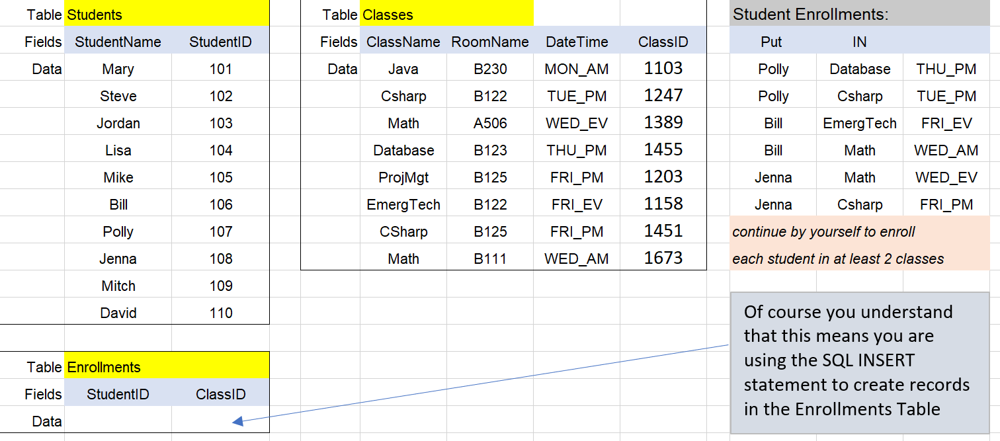 Table Students
Fields StudentName StudentID
Data Mary 101
Steve 102
Jordan 103
Lisa 104
Mike 105
Bill 106
Polly 107
Jenna 108
Mitch 109
David 110
Table Enrollments
Fields StudentID ClassID
Data
Table Classes
Fields ClassName RoomName DateTime ClassID
Data Java B230 MON_AM 1103
Csharp B122 TUE_PM 1247
Math A506 WED_EV 1389
Database B123 THU_PM 1455
ProjMgt B125 FRI_PM 1203
EmergTech B122 FRI_EV 1158
CSharp B125 FRI_PM 1451
Math B111 WED_AM 1673
Student Enrollments:
Put IN
Polly Database THU_PM
Polly Csharp TUE_PM
Bill EmergTech FRI_EV
Bill Math WED_AM
Jenna Math WED_EV
Jenna Csharp FRI_PM
continue by yourself to enroll
each student in at least 2 classes
Of course you understand
that this means you are
using the SQL INSERT
statement to create records
in the Enrollments Table